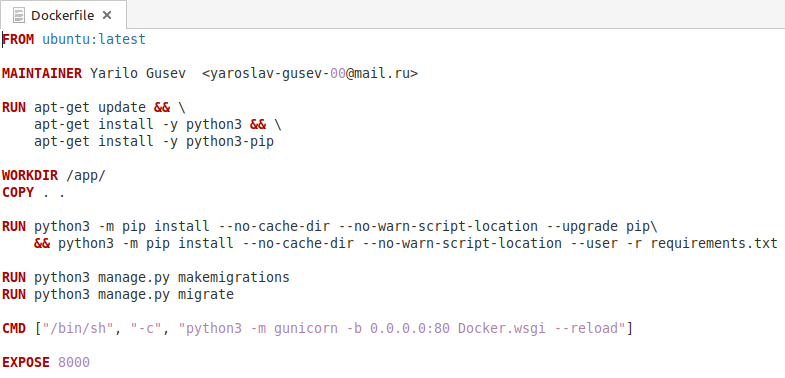 Dockerfile
FROM ubuntu:latest
MAINTAINER Yarilo Gusev  <yaroslav-gusev-00@mail.ru>
RUN apt-get update && \
    apt-get install -y python3 && \
    apt-get install -y python3-pip
WORKDIR /app/
COPY . .
RUN python3 -m pip install --no-cache-dir --no-warn-script-location --upgrade pip\
    && python3 -m pip install --no-cache-dir --no-warn-script-location --user -r requirements.txt
RUN python3 manage.py makemigrations
RUN python3 manage.py migrate
CMD ["/bin/sh", "-c", "python3 -m gunicorn -b 0.0.0.0:80 Docker.wsgi --reload"]
EXPOSE 8000